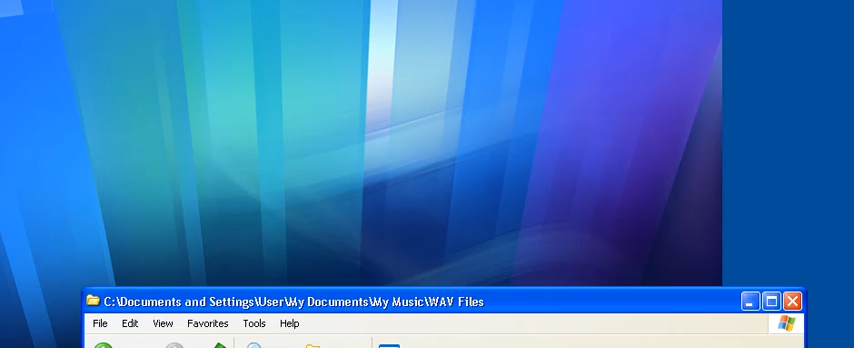 C:\Documents and Settings\User\My Documents\My Music\WAV Files
File Edit View Favorites Tools Help